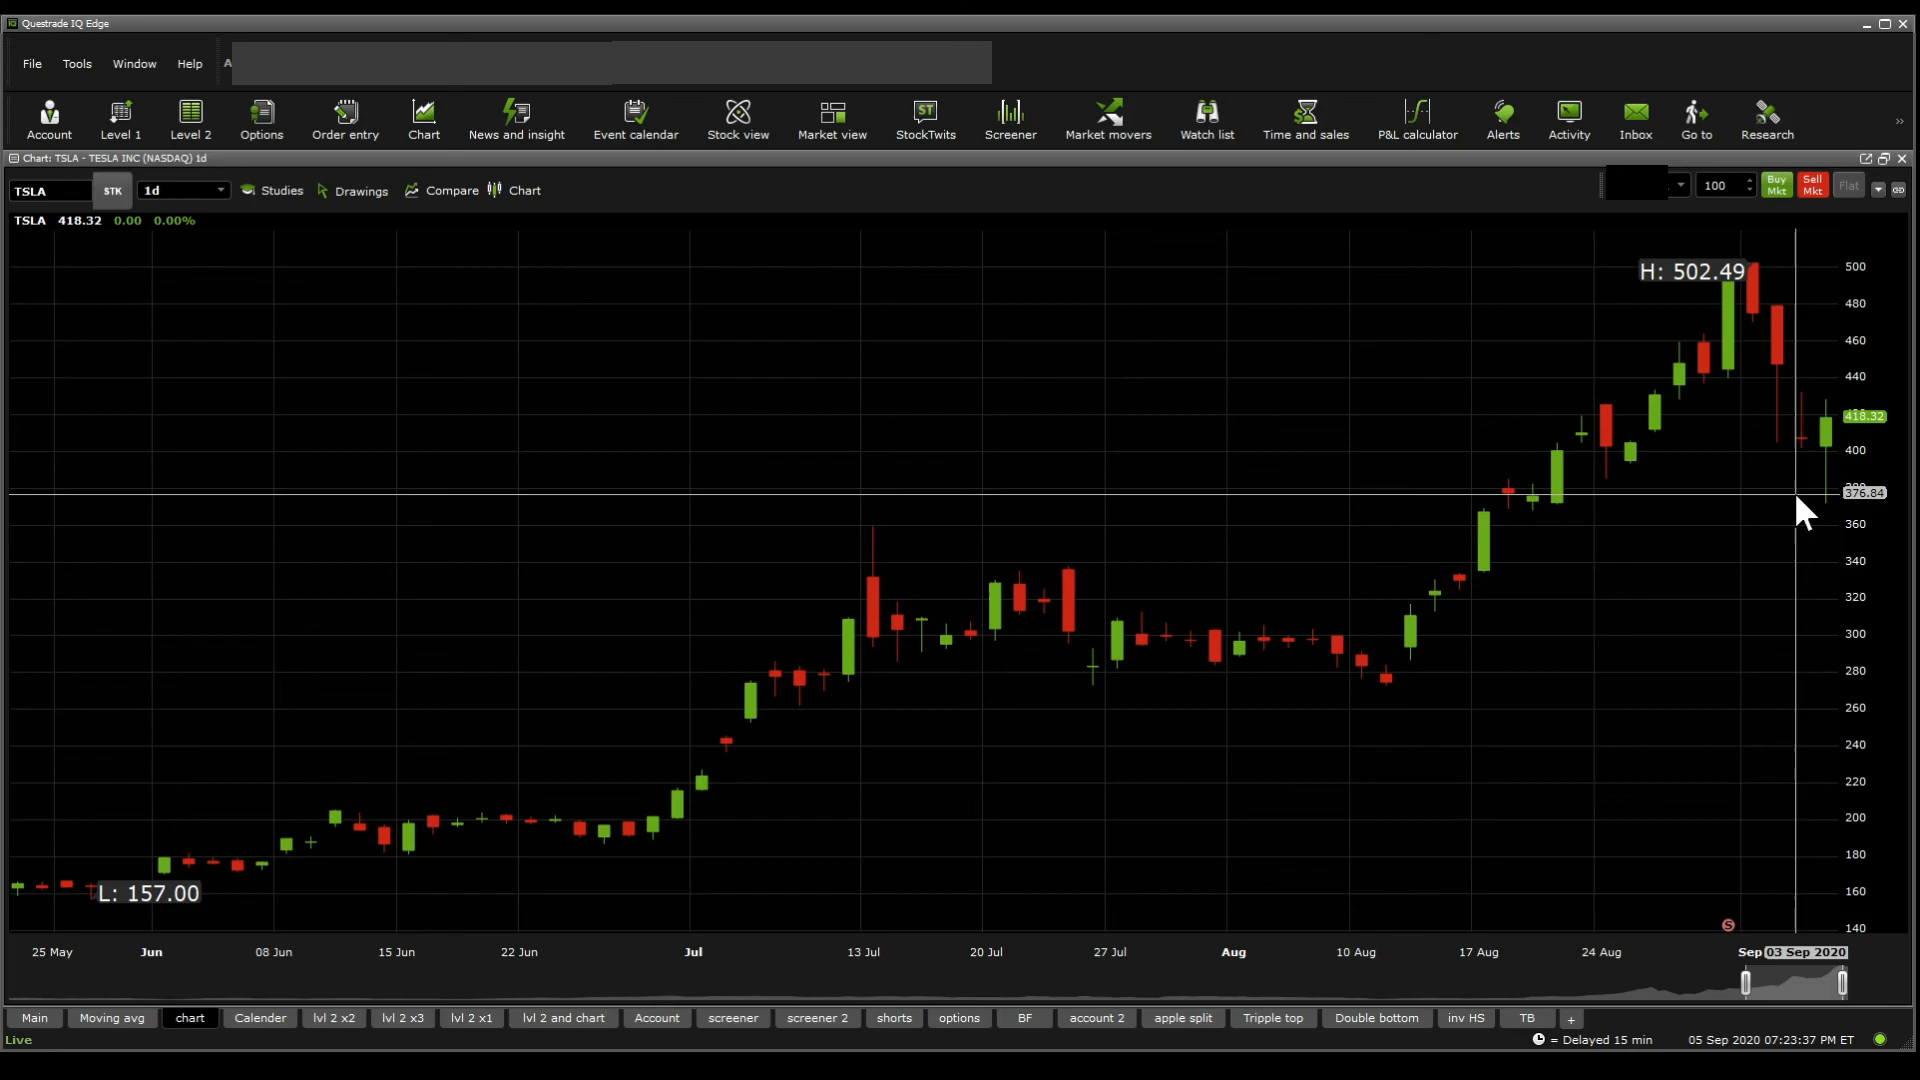 Questrade IQ Edge
File Tools Window Help A
Account Level 1 Level 2 Options Order entry Chart News and insight Event calendar Stock view Market view StockTwits Screener Market movers Watch list Time and sales P&L calculator Alerts Activity Inbox Go to Research
Chart: TSLA - TESLA INC (NASDAQ) 1d
TSLA STK 1d Studies Drawings Compare Chart 100 Buy Mkt Sell Mkt Flat
TSLA 418.32 0.00 0.00%
H: 502.49
500
480
460
440
418.32
400
376.84
360
340
320
300
280
260
240
220
200
180
160
140
L: 157.00
S
25 May Jun 08 Jun 15 Jun 22 Jun Jul 13 Jul 20 Jul 27 Jul Aug 10 Aug 17 Aug 24 Aug Sep 03 Sep 2020
Main Moving avg chart Calender lvl 2 x2 lvl 2 x3 lvl 2 x1 lvl 2 and chart Account screener screener 2 shorts options BF account 2 apple split Tripple top Double bottom inv HS TB +
Live = Delayed 15 min 05 Sep 2020 07:23:37 PM ET